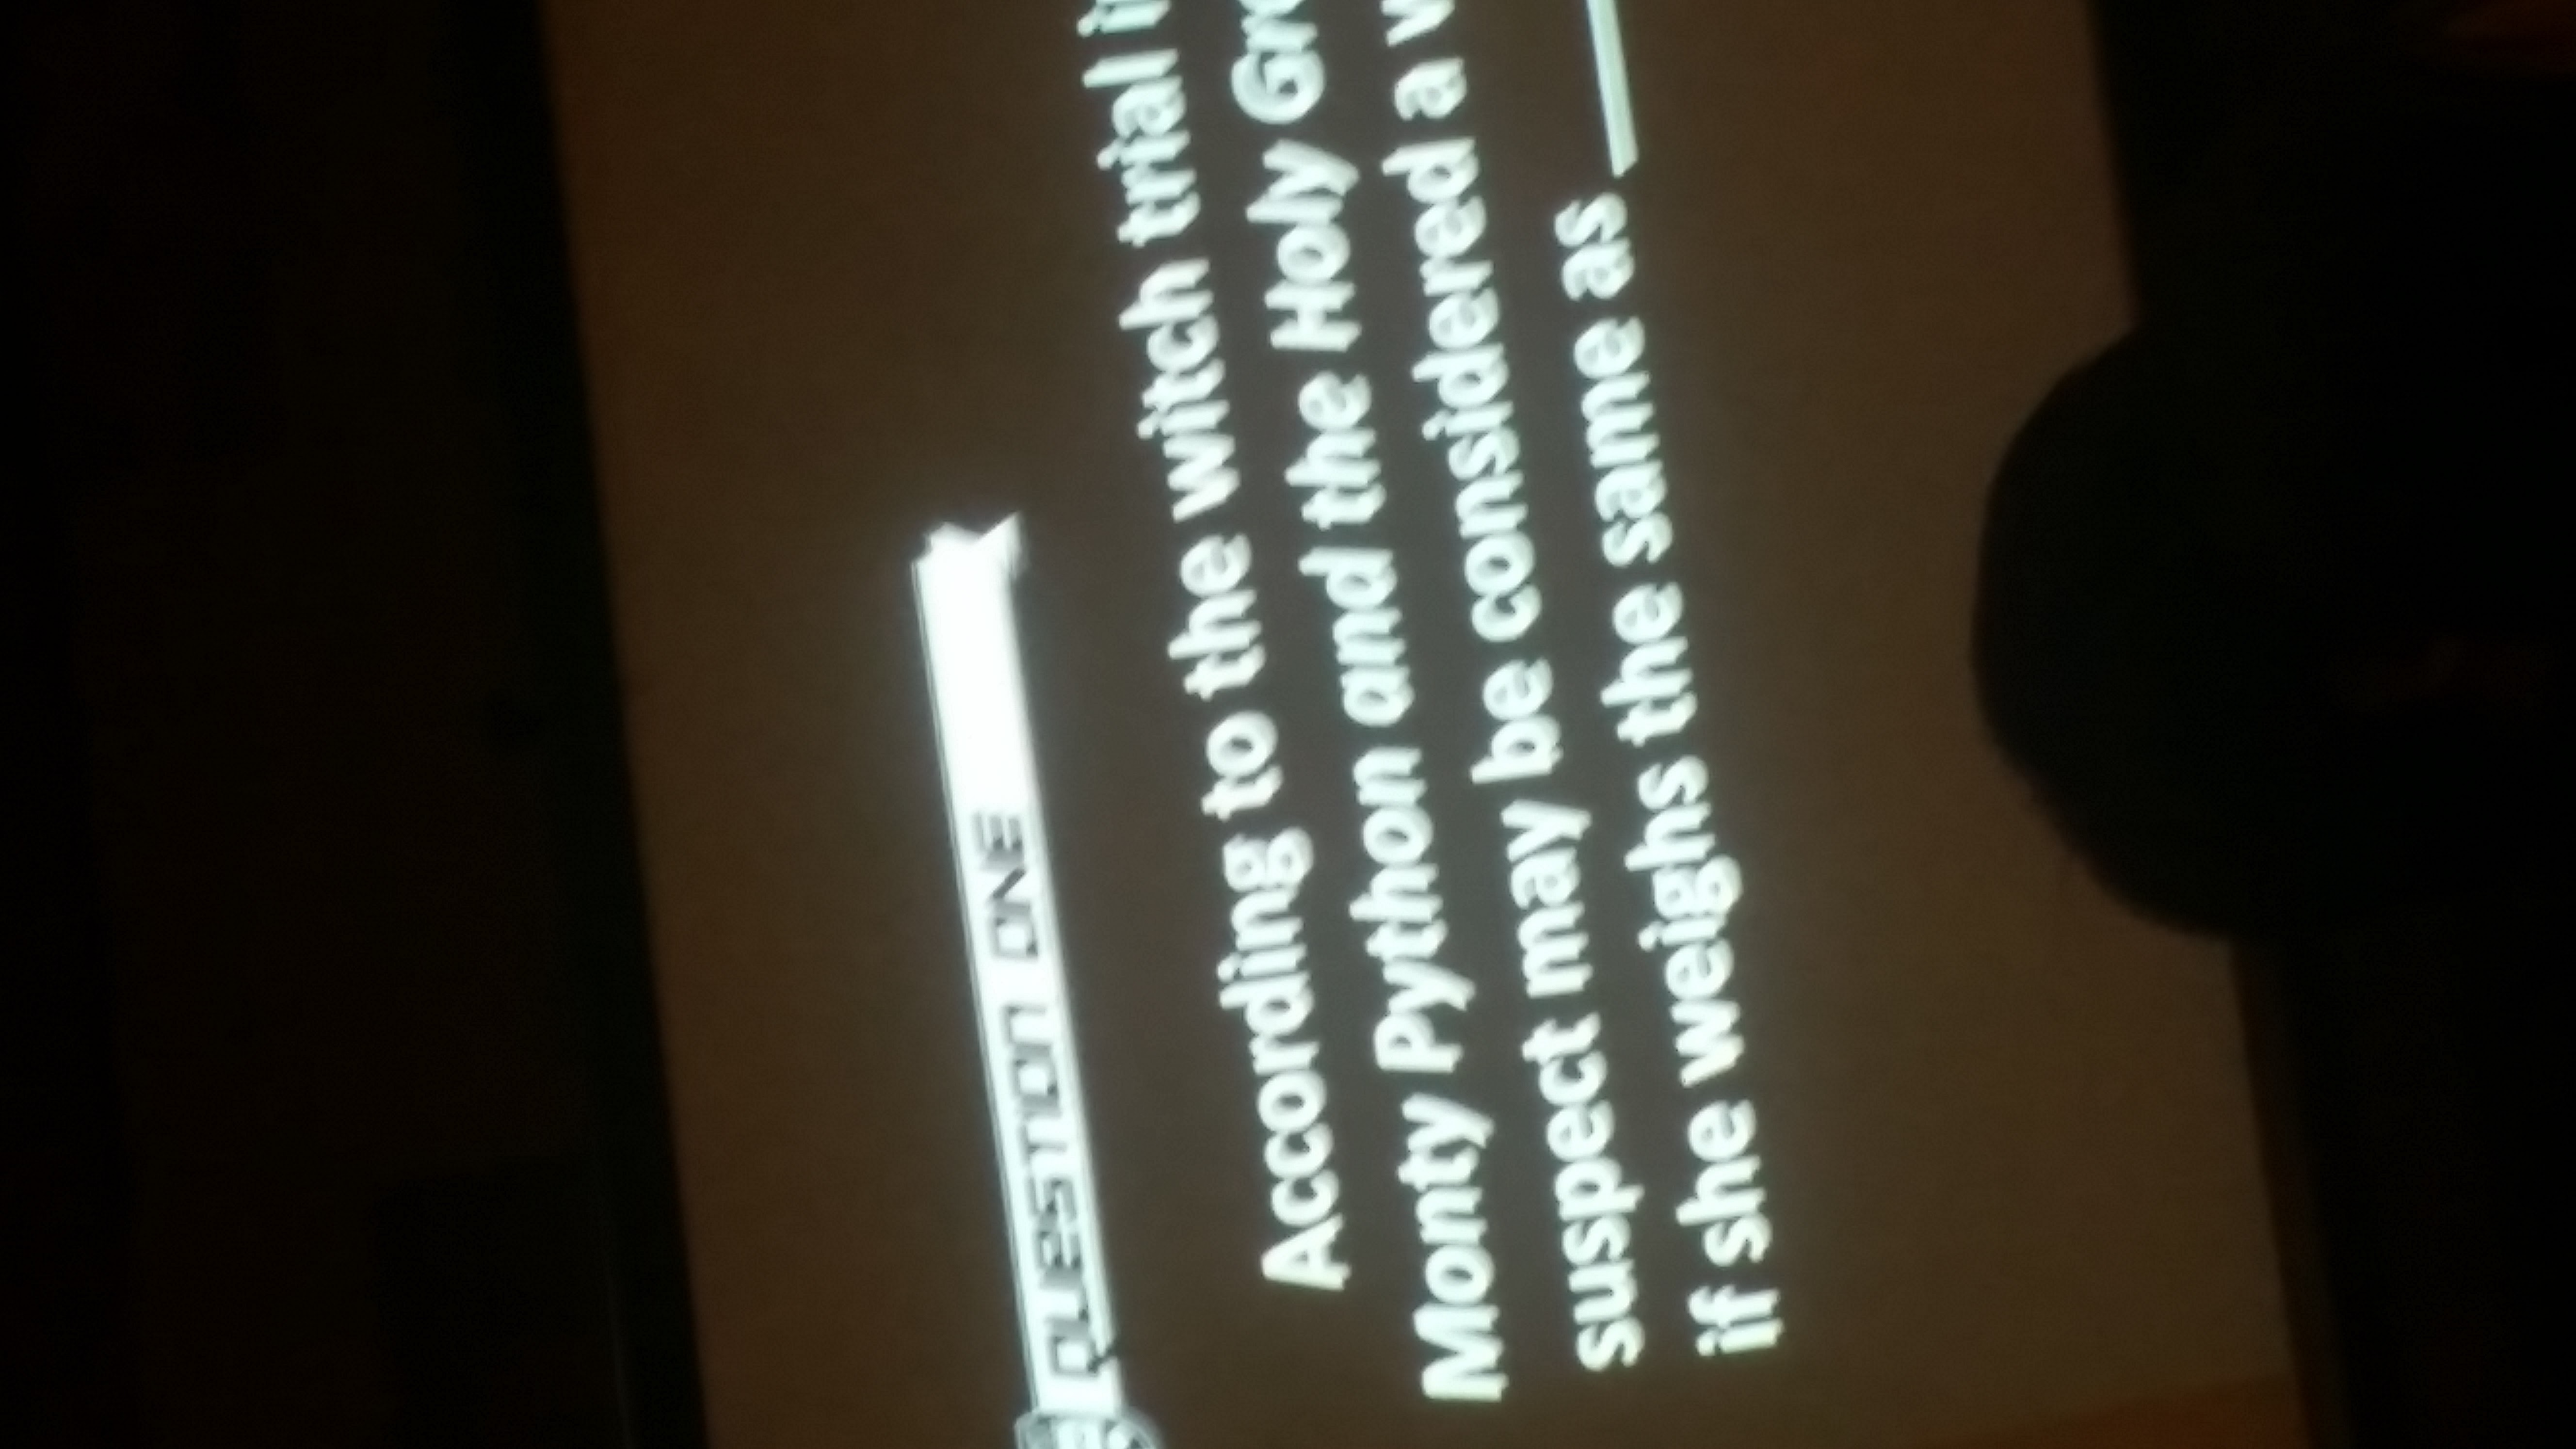 QUESTION ONE
According to the witch trial
Monty Python and the Holy
suspect may be considered a
if she weighs the same as ____